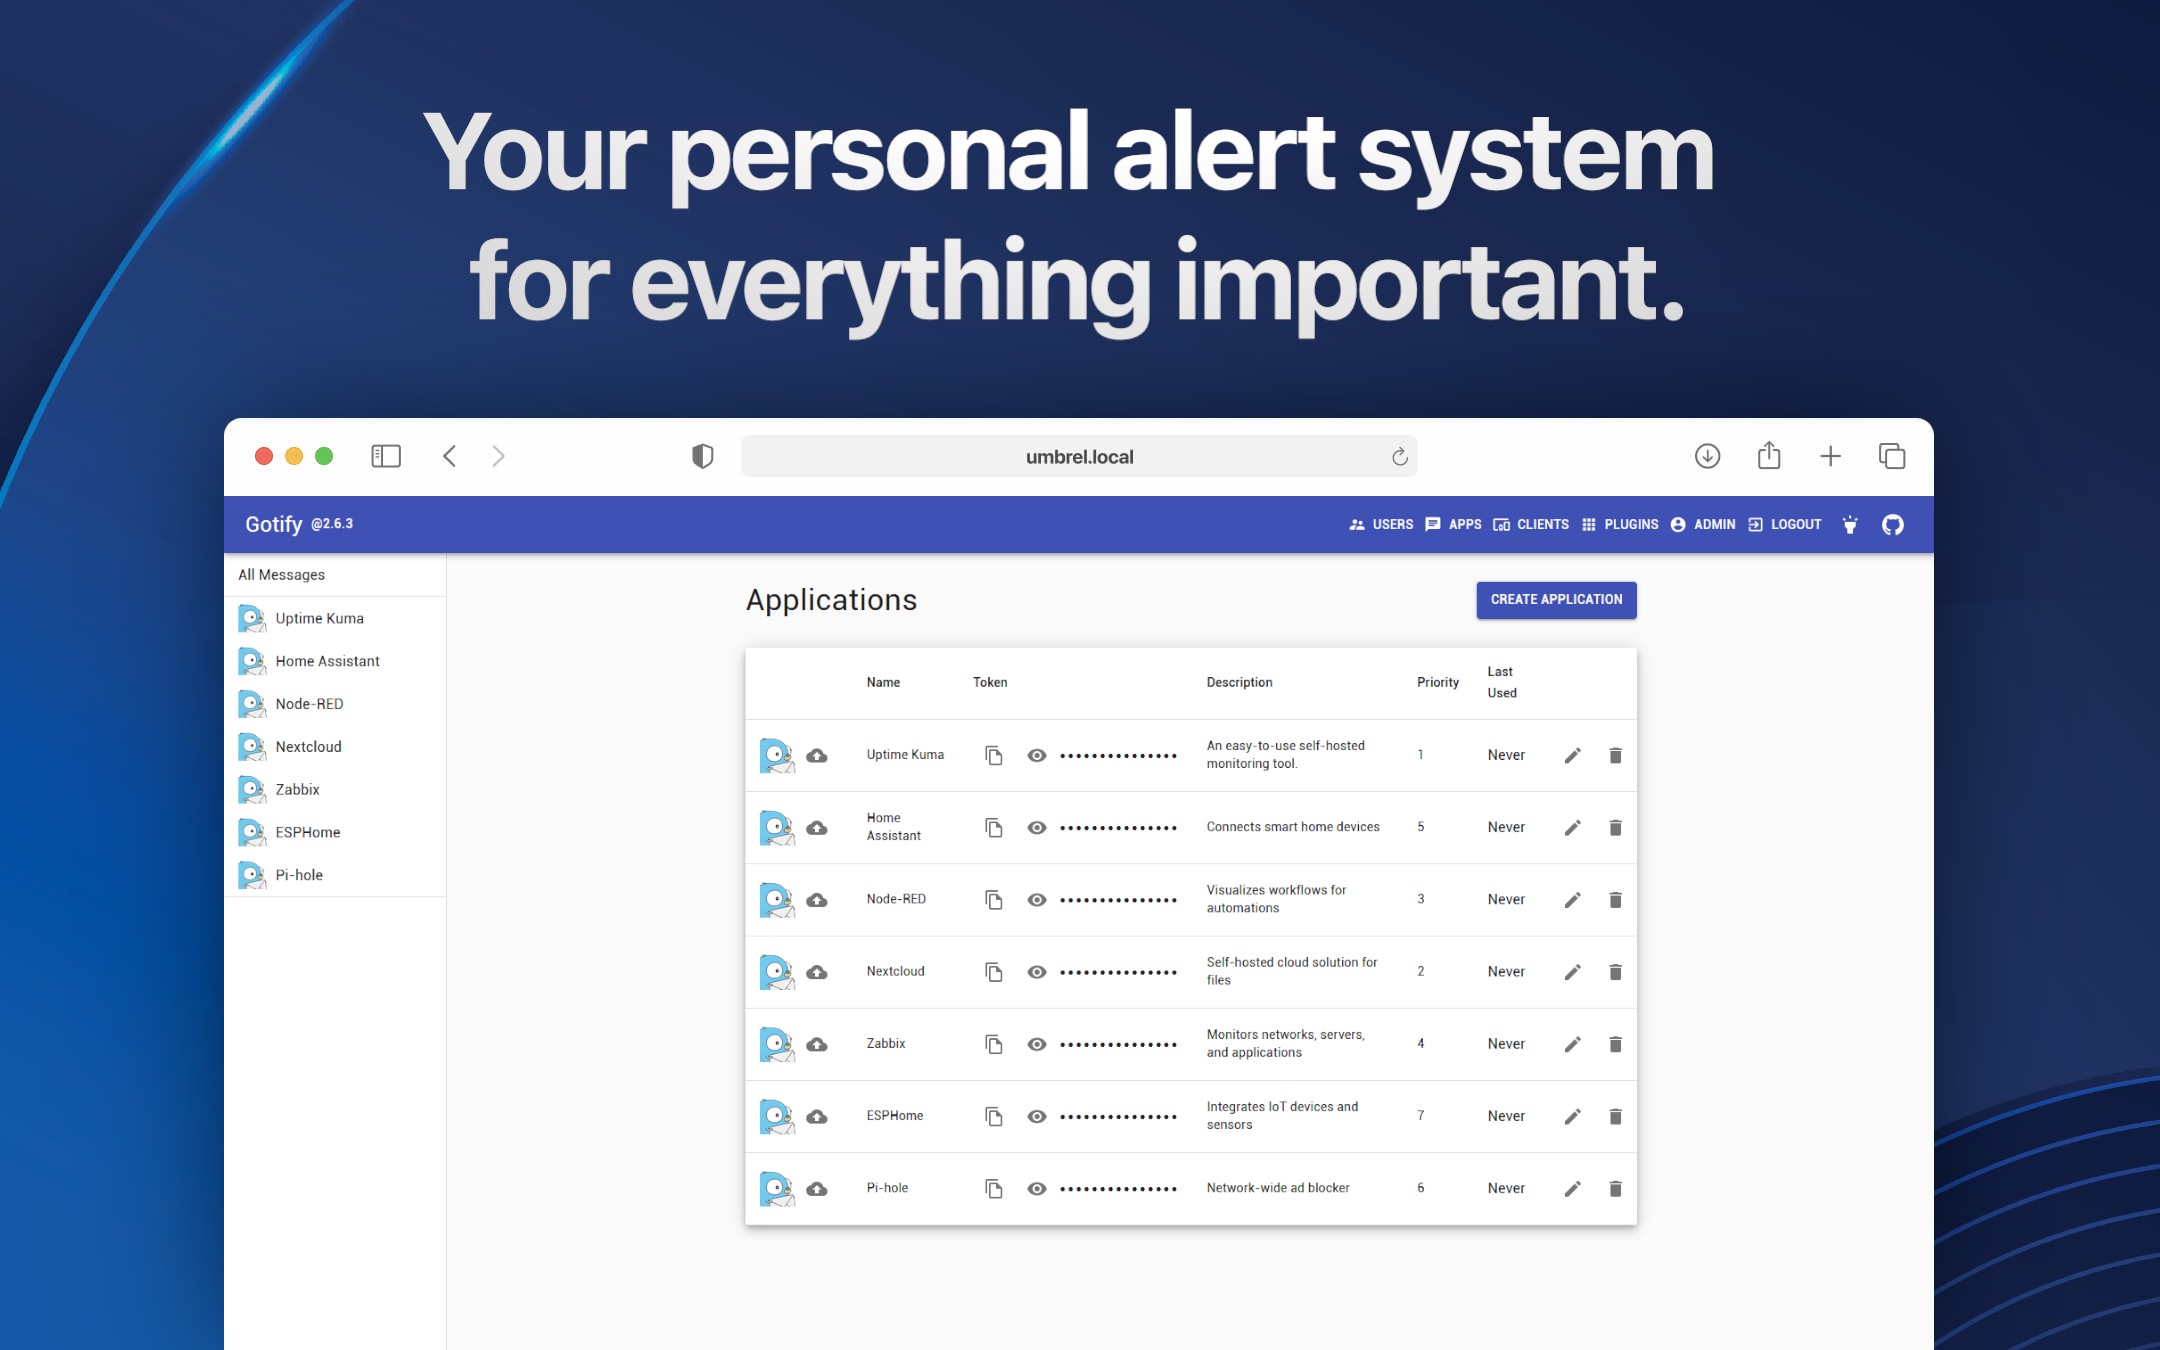 Your personal alert system
for everything important.
umbrel.local
Gotify @2.6.3
USERS APPS CLIENTS PLUGINS ADMIN LOGOUT
All Messages
Uptime Kuma
Home Assistant
Node-RED
Nextcloud
Zabbix
ESPHome
Pi-hole
Applications
CREATE APPLICATION
Name Token Description Priority Last
Used
Uptime Kuma ••••••••••••••• An easy-to-use self-hosted
monitoring tool. 1 Never
Home
Assistant ••••••••••••••• Connects smart home devices 5 Never
Node-RED ••••••••••••••• Visualizes workflows for
automations 3 Never
Nextcloud ••••••••••••••• Self-hosted cloud solution for
files 2 Never
Zabbix ••••••••••••••• Monitors networks, servers,
and applications 4 Never
ESPHome ••••••••••••••• Integrates IoT devices and
sensors 7 Never
Pi-hole ••••••••••••••• Network-wide ad blocker 6 Never